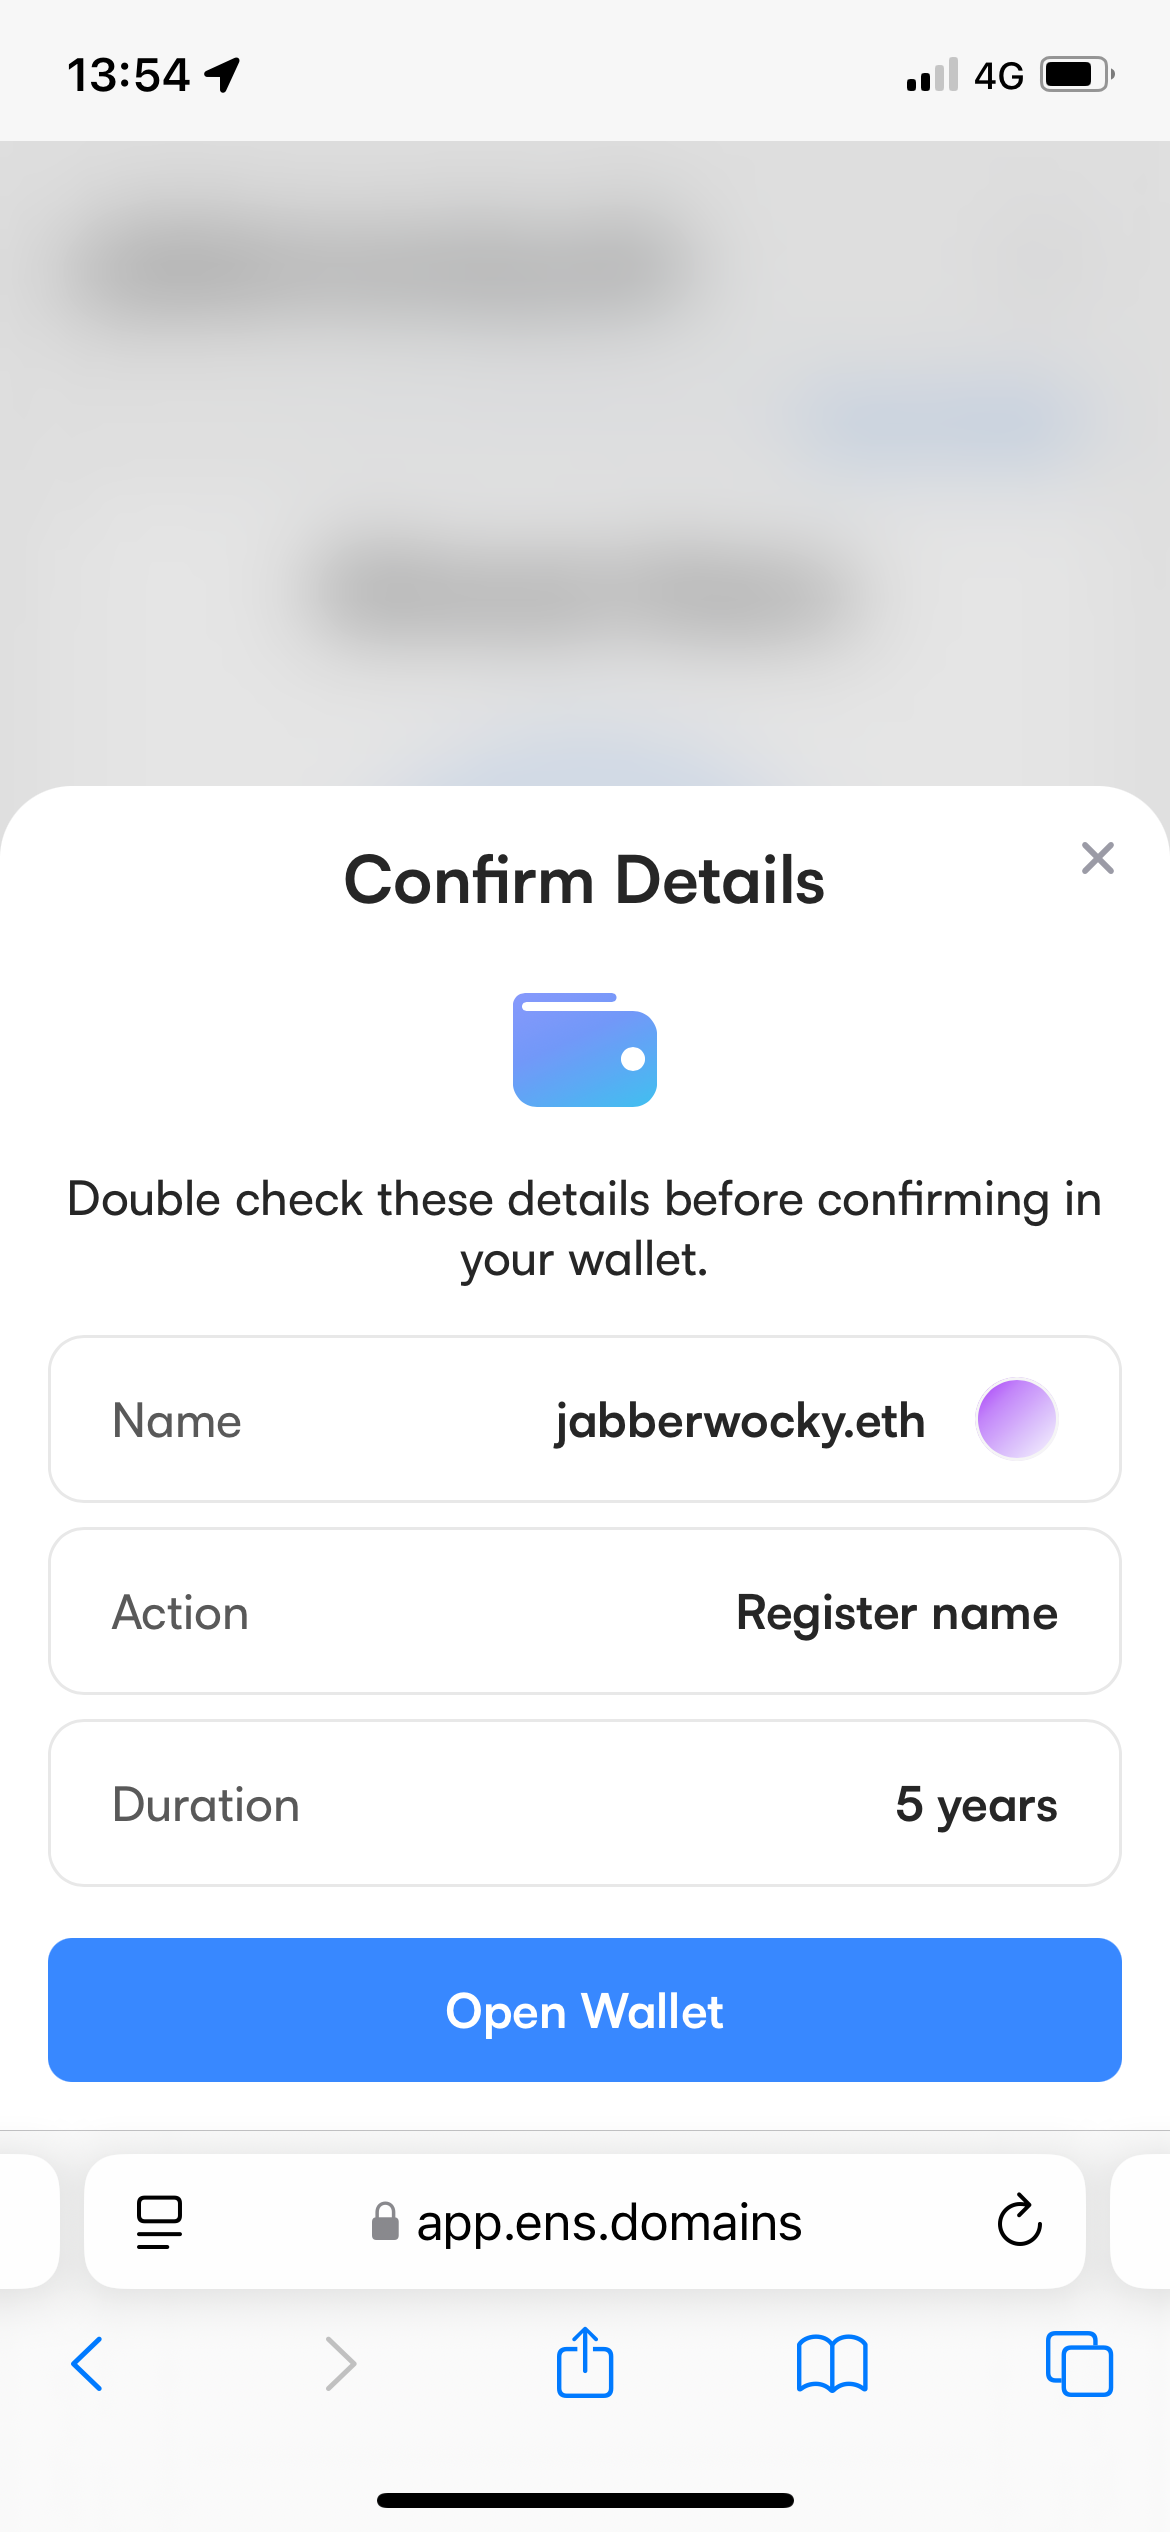 13:54
4G
Confirm Details
Double check these details before confirming in
your wallet.
Name jabberwocky.eth
Action Register name
Duration 5 years
Open Wallet
app.ens.domains